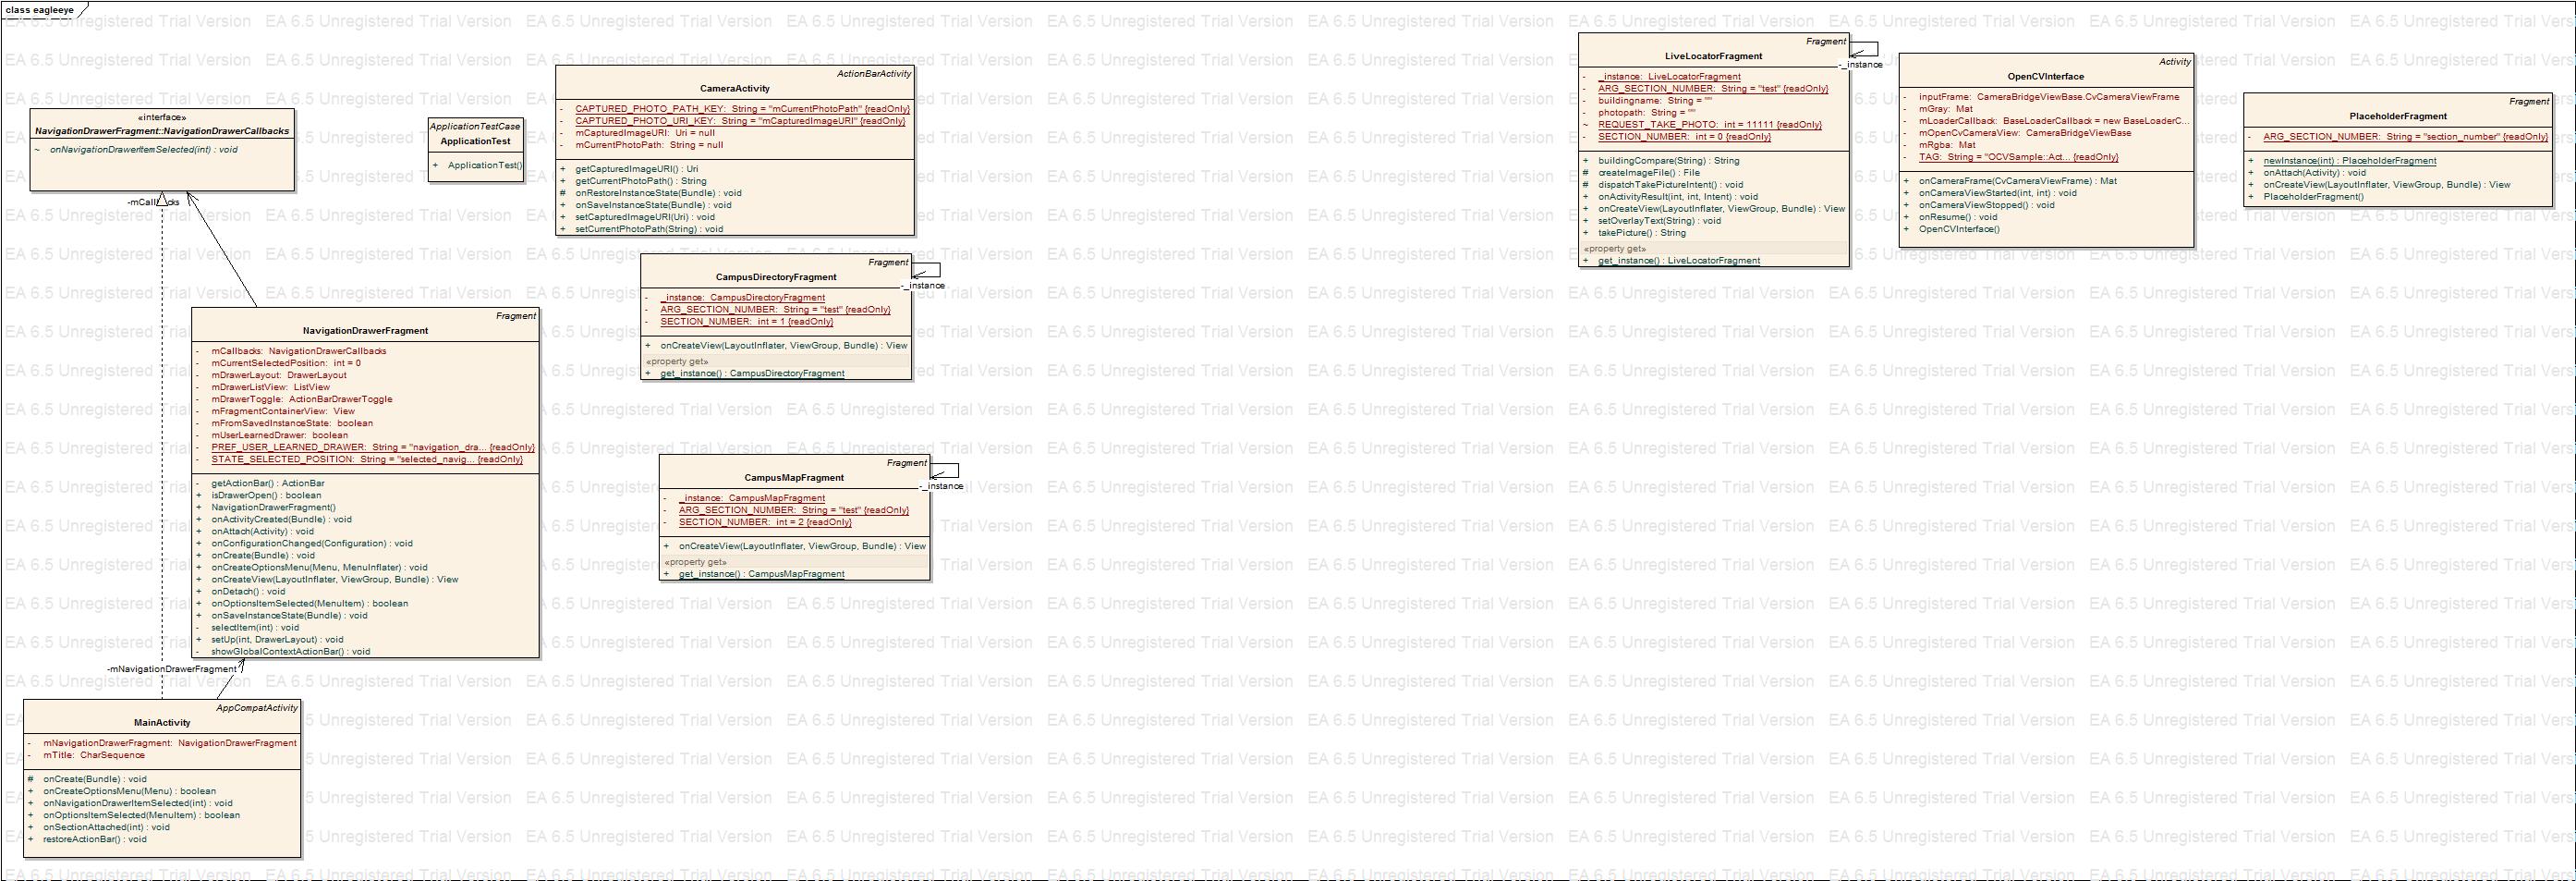 class eagleeye
«interface»
NavigationDrawerFragment::NavigationDrawerCallbacks
~ onNavigationDrawerItemSelected(int) : void
-mCallbacks
ApplicationTestCase
ApplicationTest
+ ApplicationTest()
ActionBarActivity
CameraActivity
- CAPTURED_PHOTO_PATH_KEY: String = "mCurrentPhotoPath" {readOnly}
- CAPTURED_PHOTO_URI_KEY: String = "mCapturedImageURI" {readOnly}
- mCapturedImageURI: Uri = null
- mCurrentPhotoPath: String = null
+ getCapturedImageURI() : Uri
+ getCurrentPhotoPath() : String
# onRestoreInstanceState(Bundle) : void
+ onSaveInstanceState(Bundle) : void
+ setCapturedImageURI(Uri) : void
+ setCurrentPhotoPath(String) : void
Fragment
CampusDirectoryFragment
-_instance
- _instance: CampusDirectoryFragment
- ARG_SECTION_NUMBER: String = "test" {readOnly}
- SECTION_NUMBER: int = 1 {readOnly}
+ onCreateView(LayoutInflater, ViewGroup, Bundle) : View
«property get»
+ get_instance() : CampusDirectoryFragment
Fragment
CampusMapFragment
-_instance
- _instance: CampusMapFragment
- ARG_SECTION_NUMBER: String = "test" {readOnly}
- SECTION_NUMBER: int = 2 {readOnly}
+ onCreateView(LayoutInflater, ViewGroup, Bundle) : View
«property get»
+ get_instance() : CampusMapFragment
Fragment
NavigationDrawerFragment
- mCallbacks: NavigationDrawerCallbacks
- mCurrentSelectedPosition: int = 0
- mDrawerLayout: DrawerLayout
- mDrawerListView: ListView
- mDrawerToggle: ActionBarDrawerToggle
- mFragmentContainerView: View
- mFromSavedInstanceState: boolean
- mUserLearnedDrawer: boolean
- PREF_USER_LEARNED_DRAWER: String = "navigation_dra... {readOnly}
- STATE_SELECTED_POSITION: String = "selected_navig... {readOnly}
- getActionBar() : ActionBar
+ isDrawerOpen() : boolean
+ NavigationDrawerFragment()
+ onActivityCreated(Bundle) : void
+ onAttach(Activity) : void
+ onConfigurationChanged(Configuration) : void
+ onCreate(Bundle) : void
+ onCreateOptionsMenu(Menu, MenuInflater) : void
+ onCreateView(LayoutInflater, ViewGroup, Bundle) : View
+ onDetach() : void
+ onOptionsItemSelected(MenuItem) : boolean
+ onSaveInstanceState(Bundle) : void
- selectItem(int) : void
+ setUp(int, DrawerLayout) : void
- showGlobalContextActionBar() : void
-mNavigationDrawerFragment
AppCompatActivity
MainActivity
- mNavigationDrawerFragment: NavigationDrawerFragment
- mTitle: CharSequence
# onCreate(Bundle) : void
+ onCreateOptionsMenu(Menu) : boolean
+ onNavigationDrawerItemSelected(int) : void
+ onOptionsItemSelected(MenuItem) : boolean
+ onSectionAttached(int) : void
+ restoreActionBar() : void
Fragment
LiveLocatorFragment
-_instance
- _instance: LiveLocatorFragment
- ARG_SECTION_NUMBER: String = "test" {readOnly}
- buildingname: String = ""
- photopath: String = ""
~ REQUEST_TAKE_PHOTO: int = 11111 {readOnly}
- SECTION_NUMBER: int = 0 {readOnly}
+ buildingCompare(String) : String
# createImageFile() : File
# dispatchTakePictureIntent() : void
+ onActivityResult(int, int, Intent) : void
+ onCreateView(LayoutInflater, ViewGroup, Bundle) : View
+ setOverlayText(String) : void
+ takePicture() : String
«property get»
+ get_instance() : LiveLocatorFragment
Activity
OpenCVInterface
- inputFrame: CameraBridgeViewBase.CvCameraViewFrame
- mGray: Mat
- mLoaderCallback: BaseLoaderCallback = new BaseLoaderC...
- mOpenCvCameraView: CameraBridgeViewBase
- mRgba: Mat
- TAG: String = "OCVSample::Act... {readOnly}
+ onCameraFrame(CvCameraViewFrame) : Mat
+ onCameraViewStarted(int, int) : void
+ onCameraViewStopped() : void
+ onResume() : void
+ OpenCVInterface()
Fragment
PlaceholderFragment
- ARG_SECTION_NUMBER: String = "section_number" {readOnly}
+ newInstance(int) : PlaceholderFragment
+ onAttach(Activity) : void
+ onCreateView(LayoutInflater, ViewGroup, Bundle) : View
+ PlaceholderFragment()
EA 6.5 Unregistered Trial Version